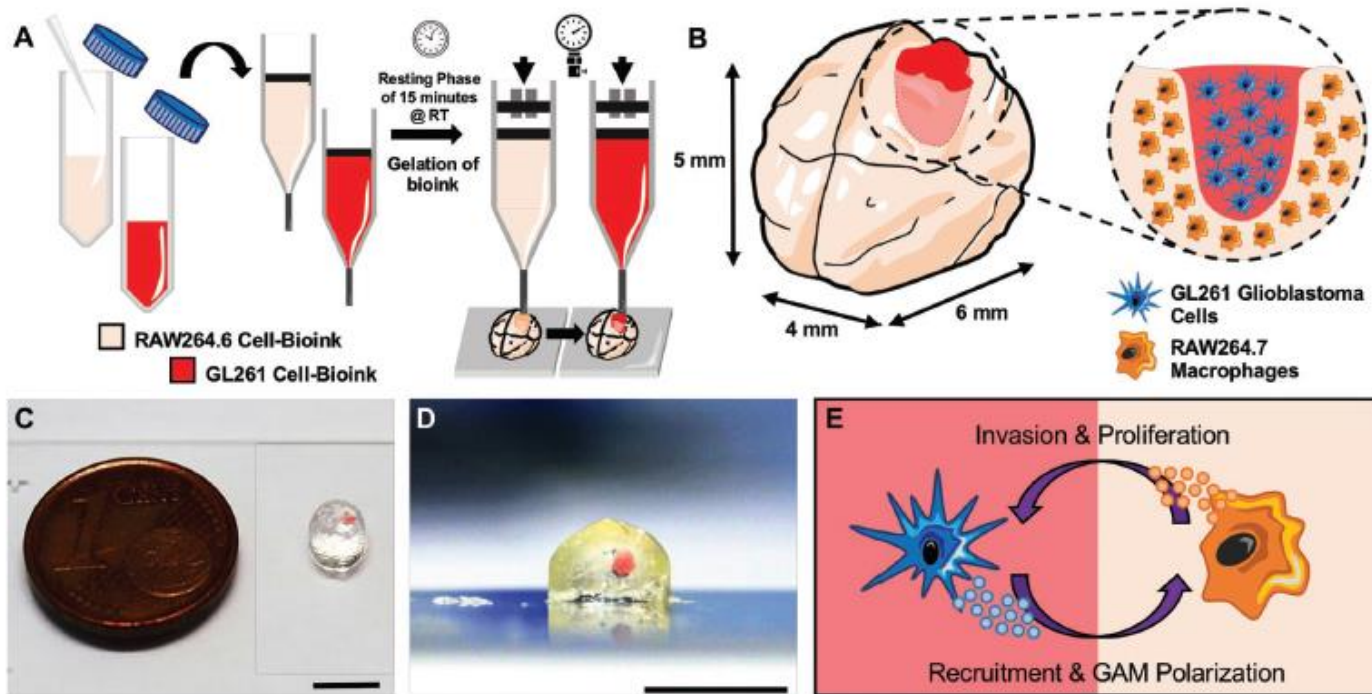 A
Resting Phase
of 15 minutes
@ RT
Gelation of
bioink
RAW264.6 Cell-Bioink
GL261 Cell-Bioink
B
5 mm
4 mm
6 mm
GL261 Glioblastoma
Cells
RAW264.7
Macrophages
C
1
D
E
Invasion & Proliferation
Recruitment & GAM Polarization